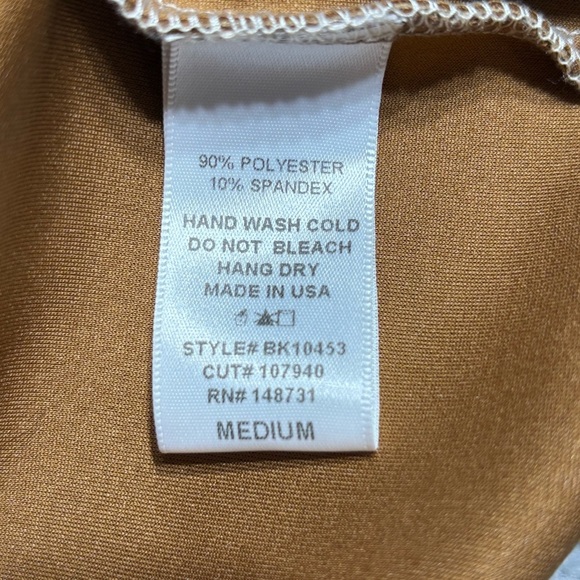 90% POLYESTER
10% SPANDEX
HAND WASH COLD
DO NOT BLEACH
HANG DRY
MADE IN USA
STYLE# BK10453
CUT# 107940
RN# 148731
MEDIUM